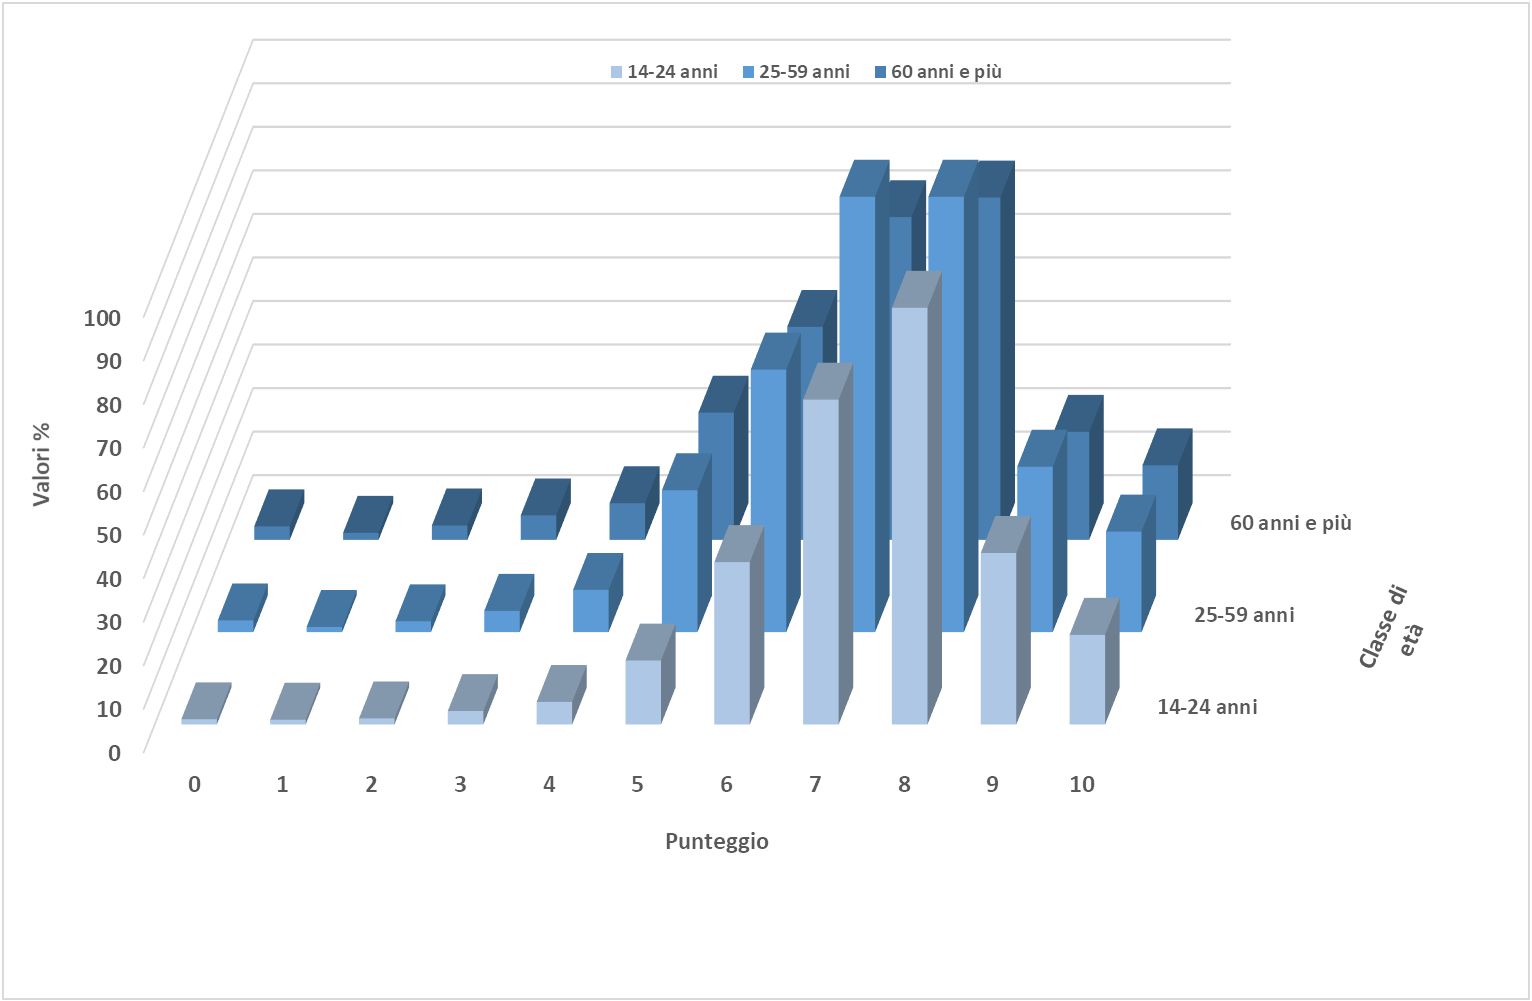 14-24 anni 25-59 anni 60 anni e più
100
90
80
70
60
50
40
30
20
10
0
Valori %
0 1 2 3 4 5 6 7 8 9 10
Punteggio
60 anni e più
25-59 anni
14-24 anni
Classe di
età